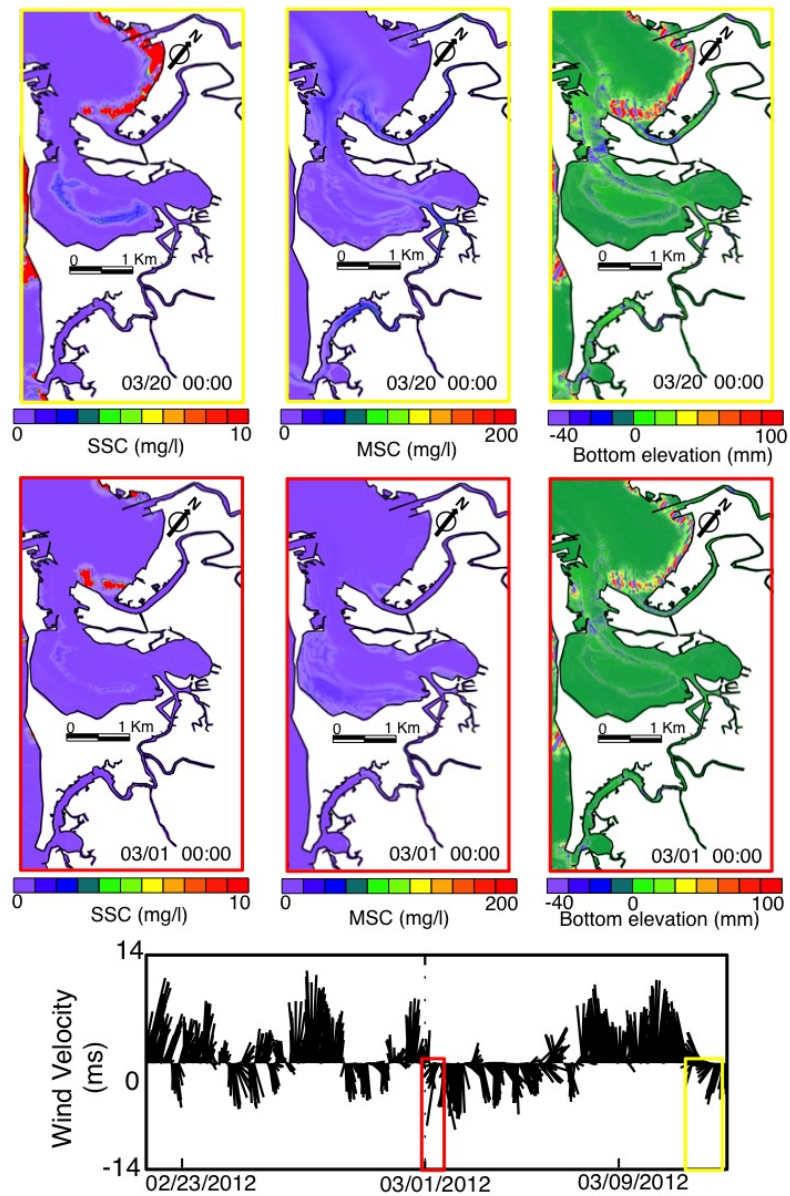 N N N
0 1 Km 0 1 Km 0 1 Km
03/20 00:00 03/20 00:00 03/20 00:00
0 10 0 200 -40 0 100
SSC (mg/l) MSC (mg/l) Bottom elevation (mm)
N N N
0 1 Km 0 1 Km 0 1 Km
03/01 00:00 03/01 00:00 03/01 00:00
0 10 0 200 -40 0 100
SSC (mg/l) MSC (mg/l) Bottom elevation (mm)
14
Wind Velocity
(ms)
0
-14
02/23/2012 03/01/2012 03/09/2012